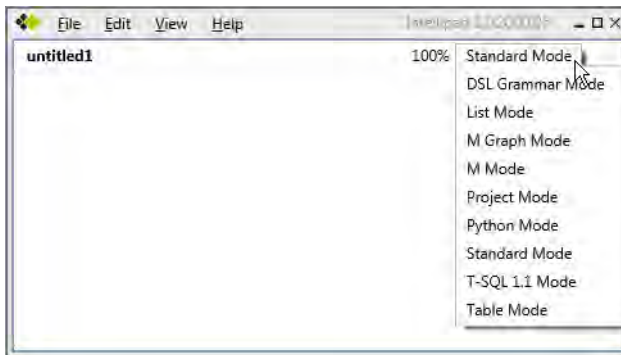 File Edit View Help
untitled1 100% Standard Mode
DSL Grammar Mode
List Mode
M Graph Mode
M Mode
Project Mode
Python Mode
Standard Mode
T-SQL 1.1 Mode
Table Mode